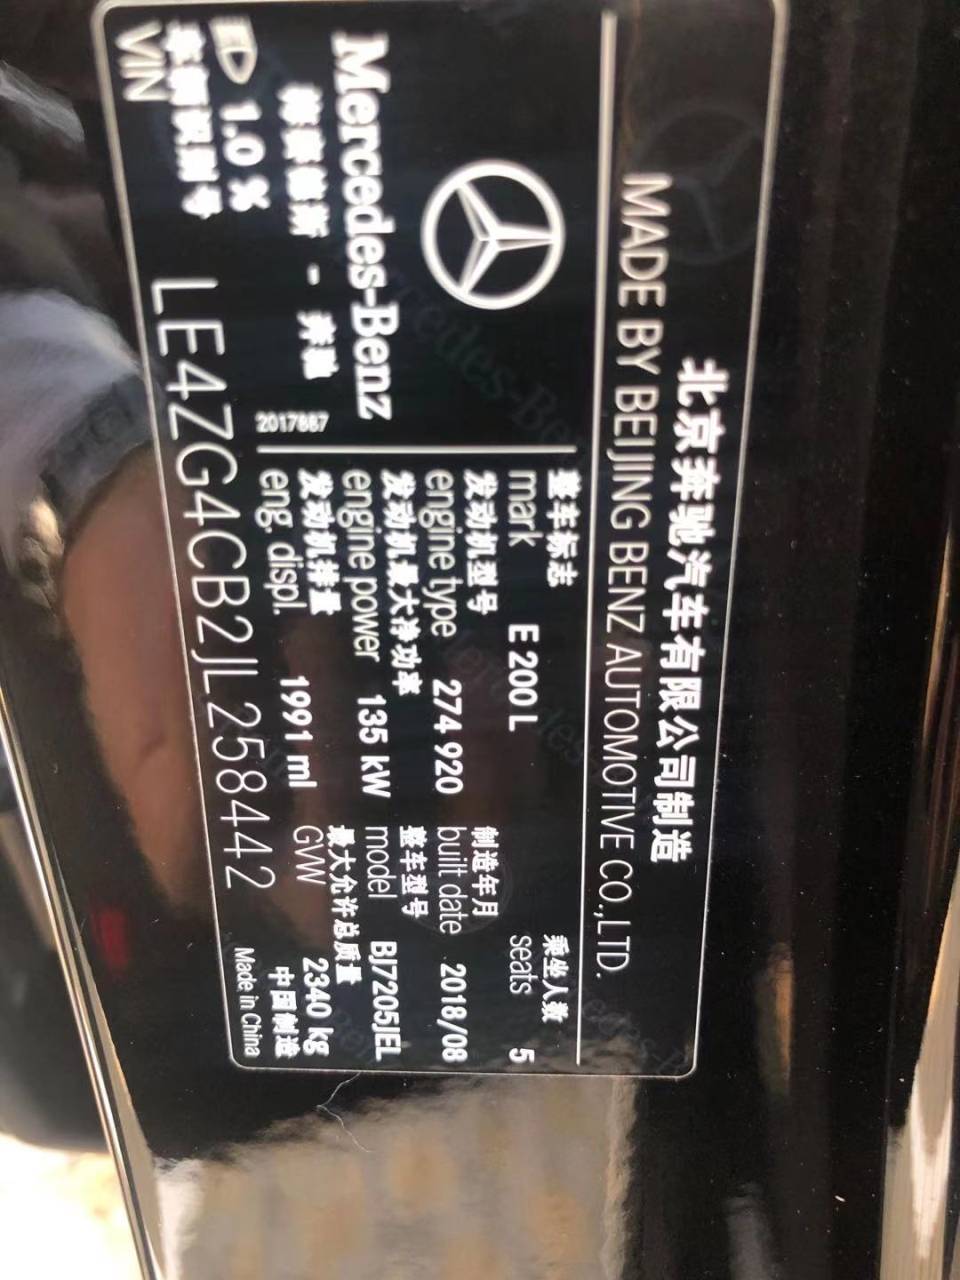 北京奔驰汽车有限公司制造
MADE BY BEIJING BENZ AUTOMOTIVE CO.,LTD.
Mercedes-Benz
梅赛德斯 - 奔驰
1.0 %
2017887
整车标志
mark E 200 L
乘坐人数
Seats 5
发动机型号
engine type 274 920
制造年月
built date 2018/08
发动机最大净功率
engine power 135 kW
整车型号
model BJ7205JEL
发动机排量
eng. displ. 1991 ml
最大允许总质量
GWW 2340 kg
车辆识别号
VIN LE4ZG4CB2JL258442
中国制造
Made in China